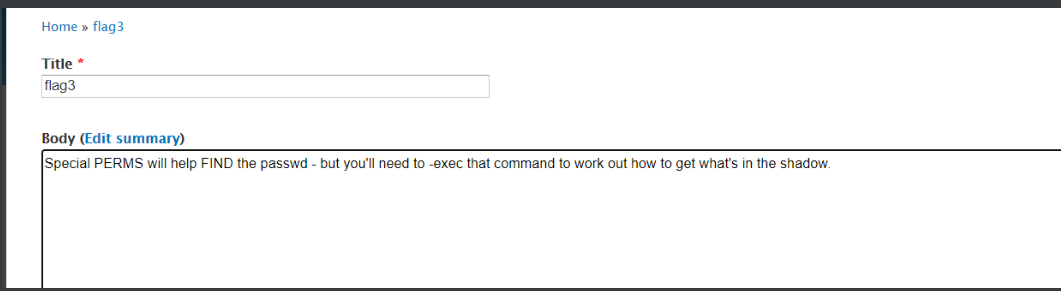 Home » flag3
Title *
flag3
Body (Edit summary)
Special PERMS will help FIND the passwd - but you'll need to -exec that command to work out how to get what's in the shadow.